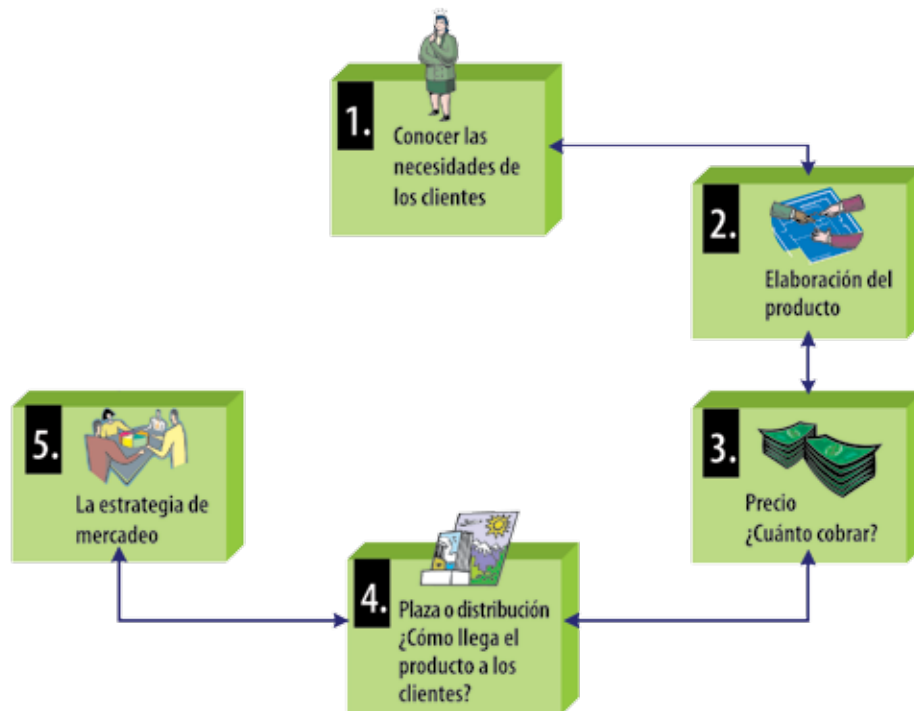 1.
Conocer las
necesidades de
los clientes
2.
Elaboración del
producto
3.
Precio
¿Cuánto cobrar?
4.
Plaza o distribución
¿Cómo llega el
producto a los
clientes?
5.
La estrategia de
mercadeo